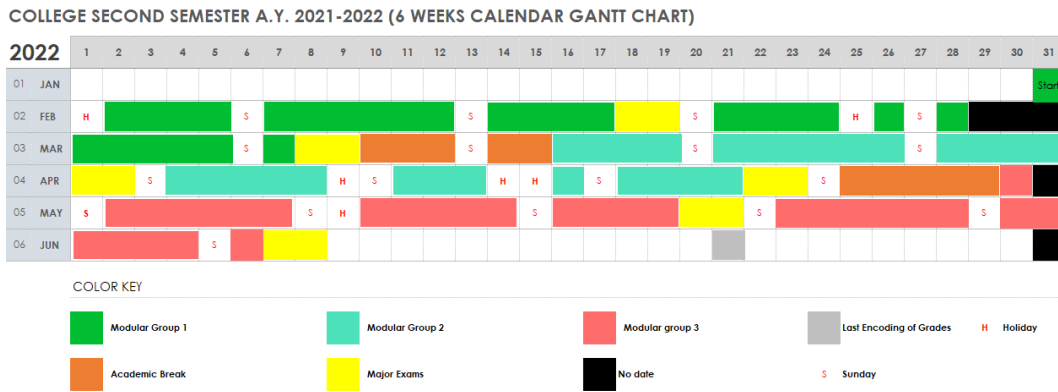 COLLEGE SECOND SEMESTER A.Y. 2021-2022 (6 WEEKS CALENDAR GANTT CHART)
2022 1 2 3 4 5 6 7 8 9 10 11 12 13 14 15 16 17 18 19 20 21 22 23 24 25 26 27 28 29 30 31
01 JAN Start
02 FEB H S S S H S
03 MAR S S S S
04 APR S H S H H S S
05 MAY S S H S S S
06 JUN S
COLOR KEY
Modular Group 1 Modular Group 2 Modular group 3 Last Encoding of Grades H Holiday
Academic Break Major Exams No date S Sunday